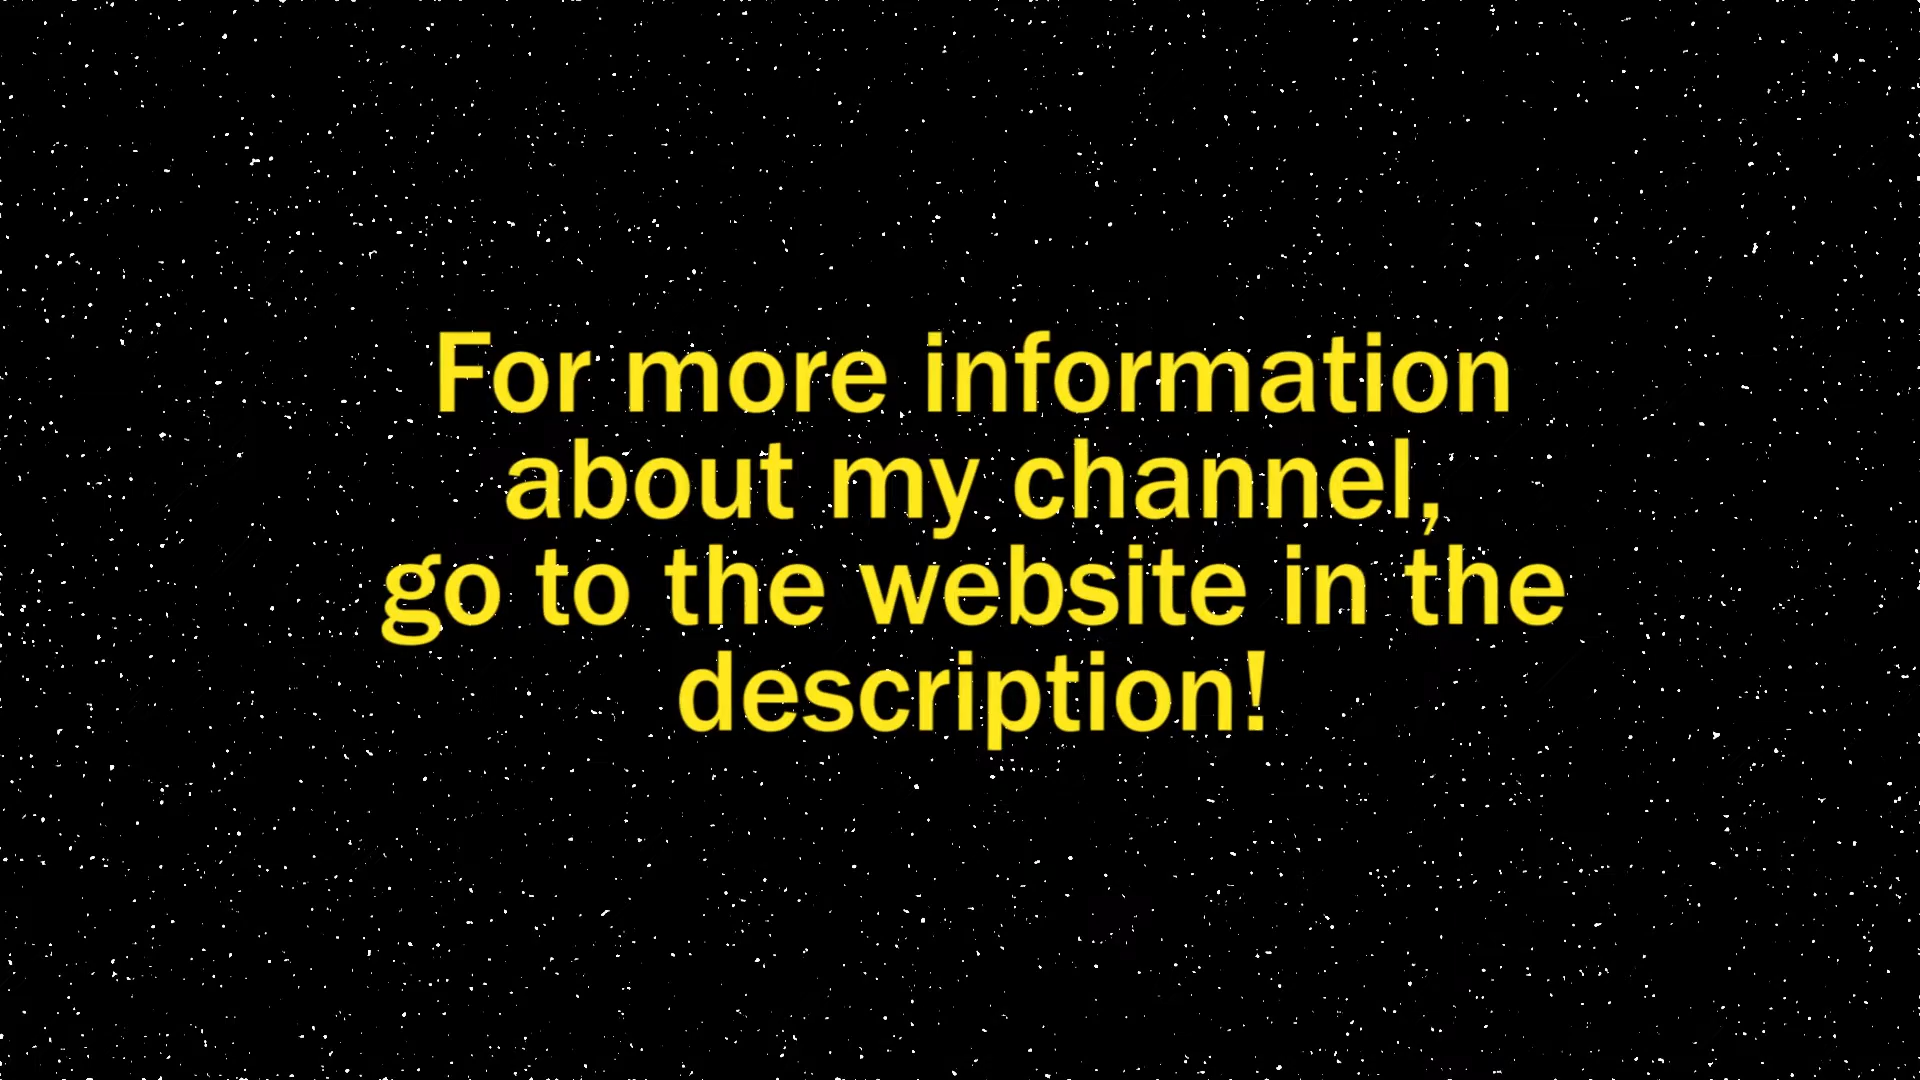 For more information
about my channel,
go to the website in the
description!